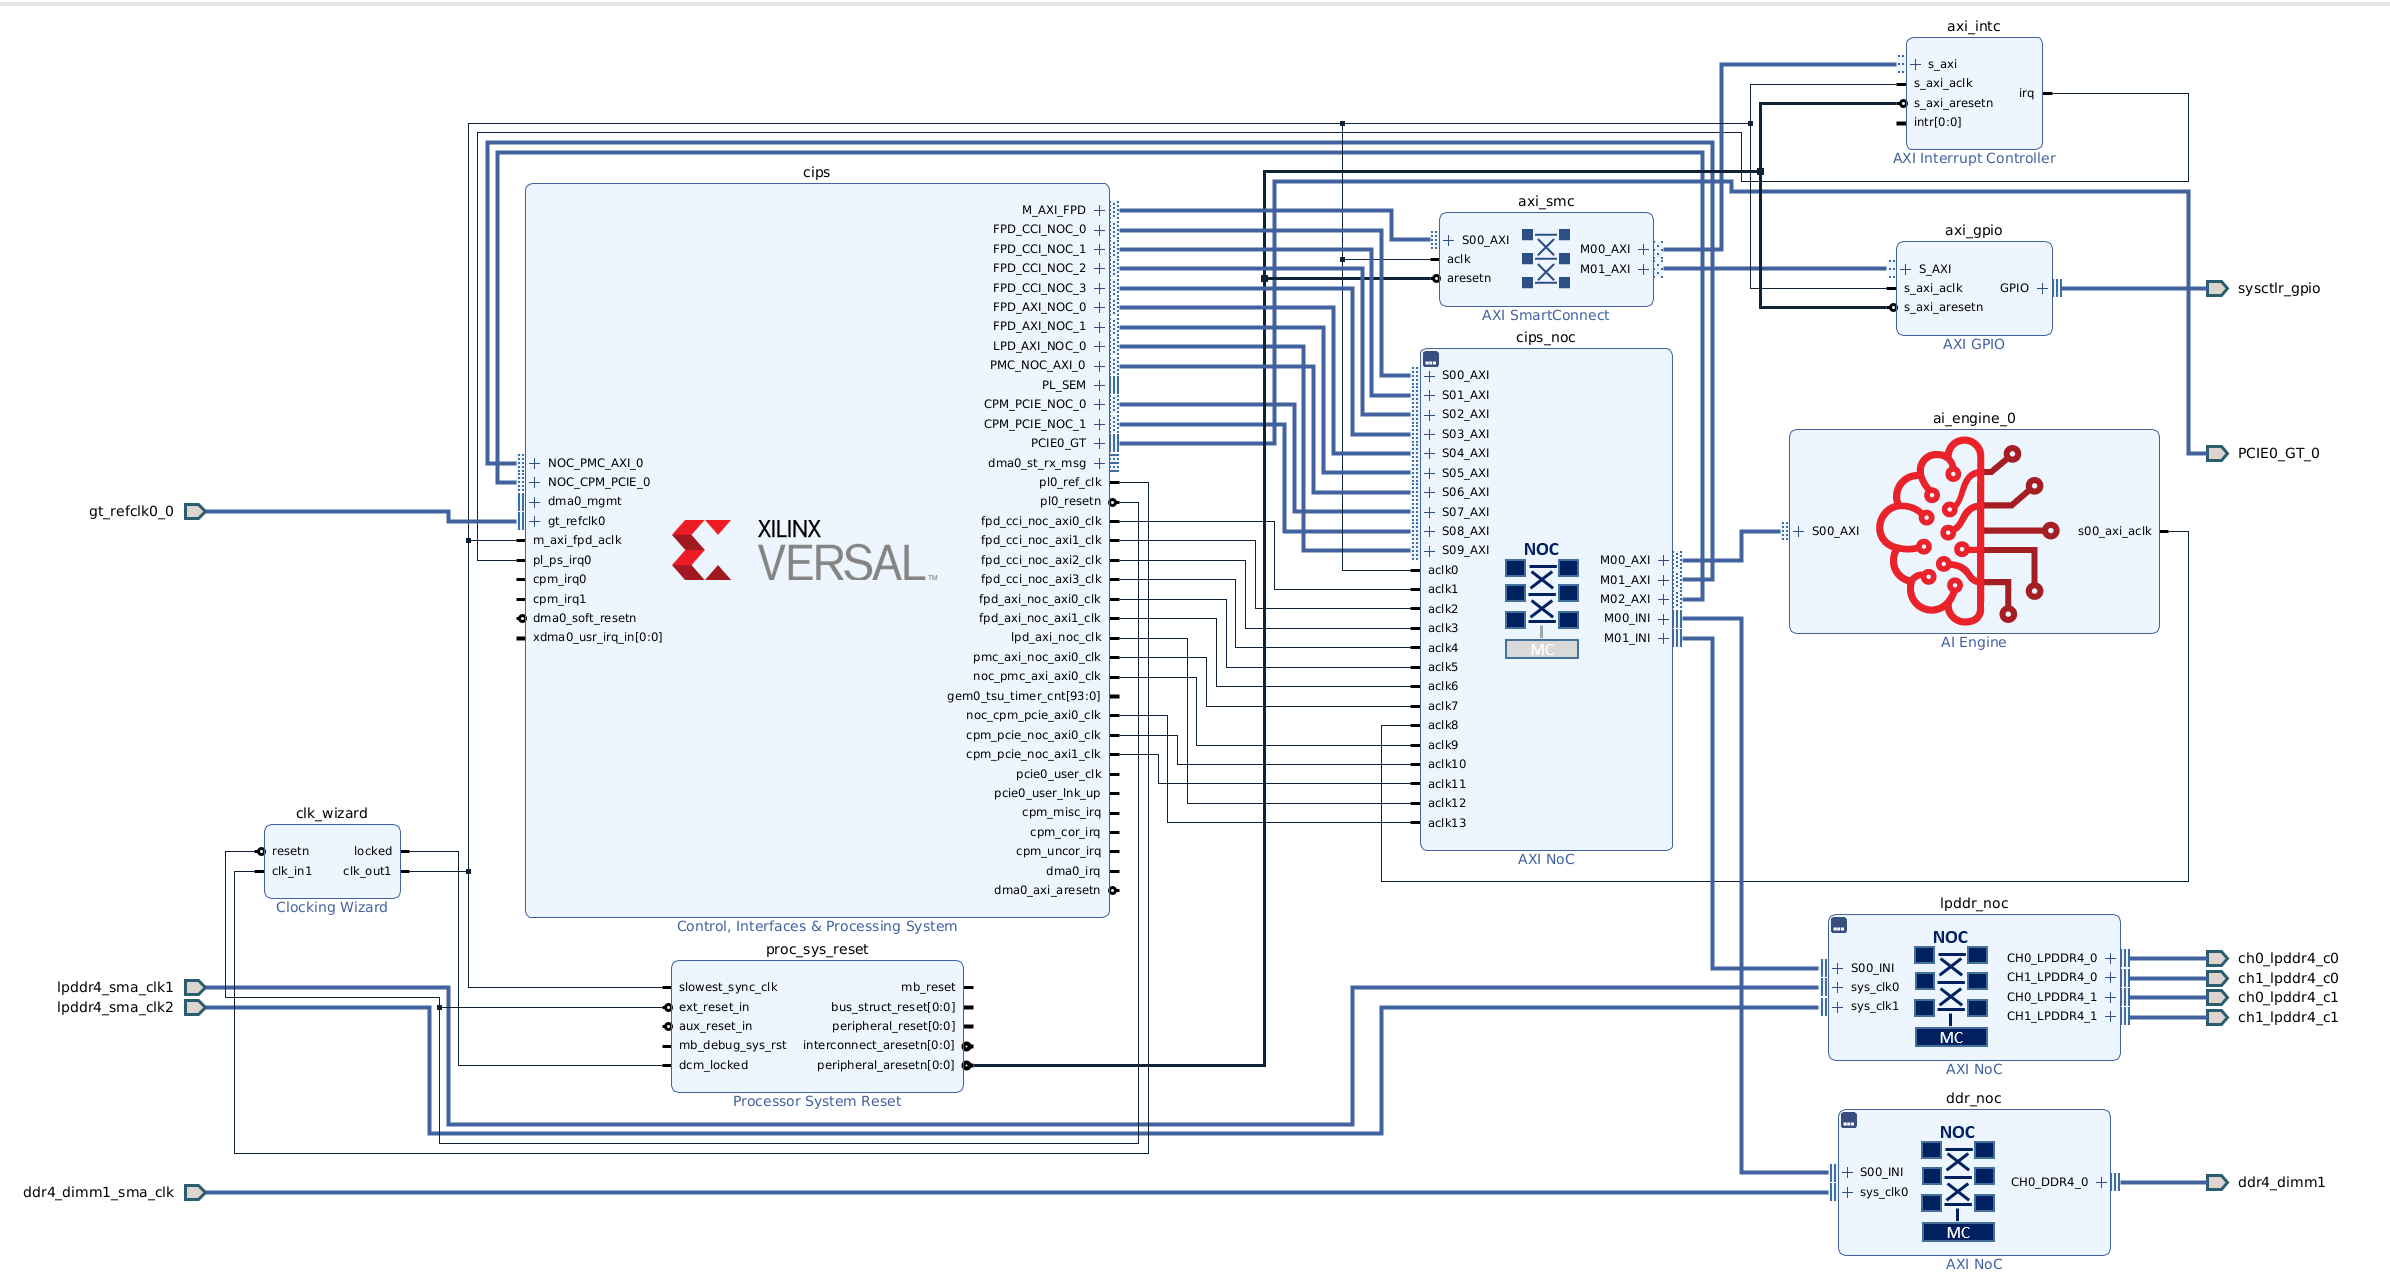 gt_refclk0_0
lpddr4_sma_clk1
lpddr4_sma_clk2
ddr4_dimm1_sma_clk
clk_wizard
resetn
clk_in1
locked
clk_out1
Clocking Wizard
cips
NOC_PMC_AXI_0
NOC_CPM_PCIE_0
dma0_mgmt
gt_refclk0
m_axi_fpd_aclk
pl_ps_irq0
cpm_irq0
cpm_irq1
dma0_soft_resetn
xdma0_usr_irq_in[0:0]
XILINX
VERSAL™
M_AXI_FPD
FPD_CCI_NOC_0
FPD_CCI_NOC_1
FPD_CCI_NOC_2
FPD_CCI_NOC_3
FPD_AXI_NOC_0
FPD_AXI_NOC_1
LPD_AXI_NOC_0
PMC_NOC_AXI_0
PL_SEM
CPM_PCIE_NOC_0
CPM_PCIE_NOC_1
PCIE0_GT
dma0_st_rx_msg
pl0_ref_clk
pl0_resetn
fpd_cci_noc_axi0_clk
fpd_cci_noc_axi1_clk
fpd_cci_noc_axi2_clk
fpd_cci_noc_axi3_clk
fpd_axi_noc_axi0_clk
fpd_axi_noc_axi1_clk
lpd_axi_noc_clk
pmc_axi_noc_axi0_clk
noc_pmc_axi_axi0_clk
gem0_tsu_timer_cnt[93:0]
noc_cpm_pcie_axi0_clk
cpm_pcie_noc_axi0_clk
cpm_pcie_noc_axi1_clk
pcie0_user_clk
pcie0_user_lnk_up
cpm_misc_irq
cpm_cor_irq
cpm_uncor_irq
dma0_irq
dma0_axi_aresetn
Control, Interfaces & Processing System
proc_sys_reset
slowest_sync_clk
ext_reset_in
aux_reset_in
mb_debug_sys_rst
dcm_locked
mb_reset
bus_struct_reset[0:0]
peripheral_reset[0:0]
interconnect_aresetn[0:0]
peripheral_aresetn[0:0]
Processor System Reset
axi_smc
S00_AXI
aclk
aresetn
M00_AXI
M01_AXI
AXI SmartConnect
cips_noc
S00_AXI
S01_AXI
S02_AXI
S03_AXI
S04_AXI
S05_AXI
S06_AXI
S07_AXI
S08_AXI
S09_AXI
aclk0
aclk1
aclk2
aclk3
aclk4
aclk5
aclk6
aclk7
aclk8
aclk9
aclk10
aclk11
aclk12
aclk13
NOC
MC
M00_AXI
M01_AXI
M02_AXI
M00_INI
M01_INI
AXI NoC
axi_intc
s_axi
s_axi_aclk
s_axi_aresetn
intr[0:0]
irq
AXI Interrupt Controller
axi_gpio
S_AXI
s_axi_aclk
s_axi_aresetn
GPIO
AXI GPIO
ai_engine_0
S00_AXI
s00_axi_aclk
AI Engine
lpddr_noc
S00_INI
sys_clk0
sys_clk1
NOC
MC
CH0_LPDDR4_0
CH1_LPDDR4_0
CH0_LPDDR4_1
CH1_LPDDR4_1
AXI NoC
ddr_noc
S00_INI
sys_clk0
NOC
MC
CH0_DDR4_0
AXI NoC
sysctlr_gpio
PCIE0_GT_0
ch0_lpddr4_c0
ch1_lpddr4_c0
ch0_lpddr4_c1
ch1_lpddr4_c1
ddr4_dimm1